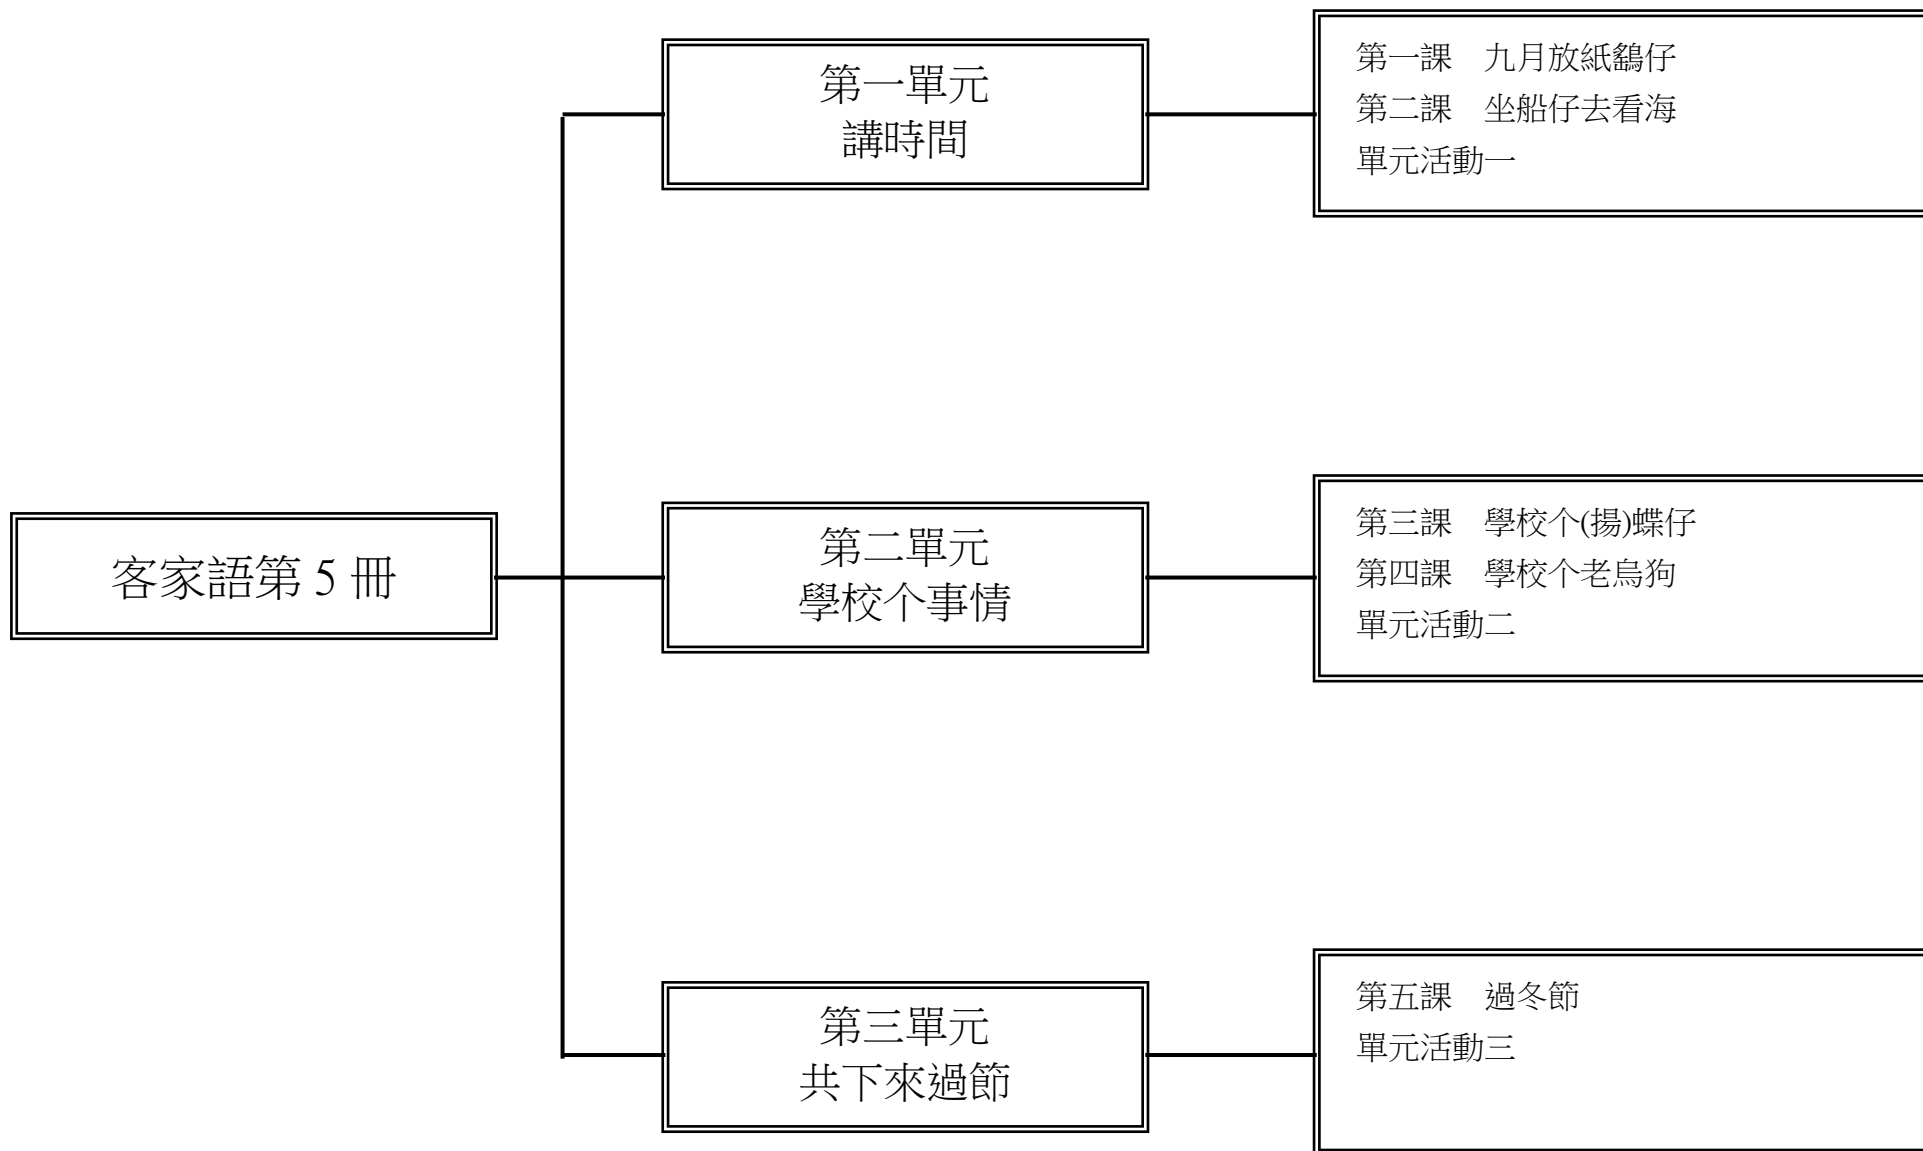 客家語第 5 冊
第一單元
講時間
第一課　九月放紙鷂仔
第二課　坐船仔去看海
單元活動一
第二單元
學校个事情
第三課　學校个(揚)蝶仔
第四課　學校个老烏狗
單元活動二
第三單元
共下來過節
第五課　過冬節
單元活動三